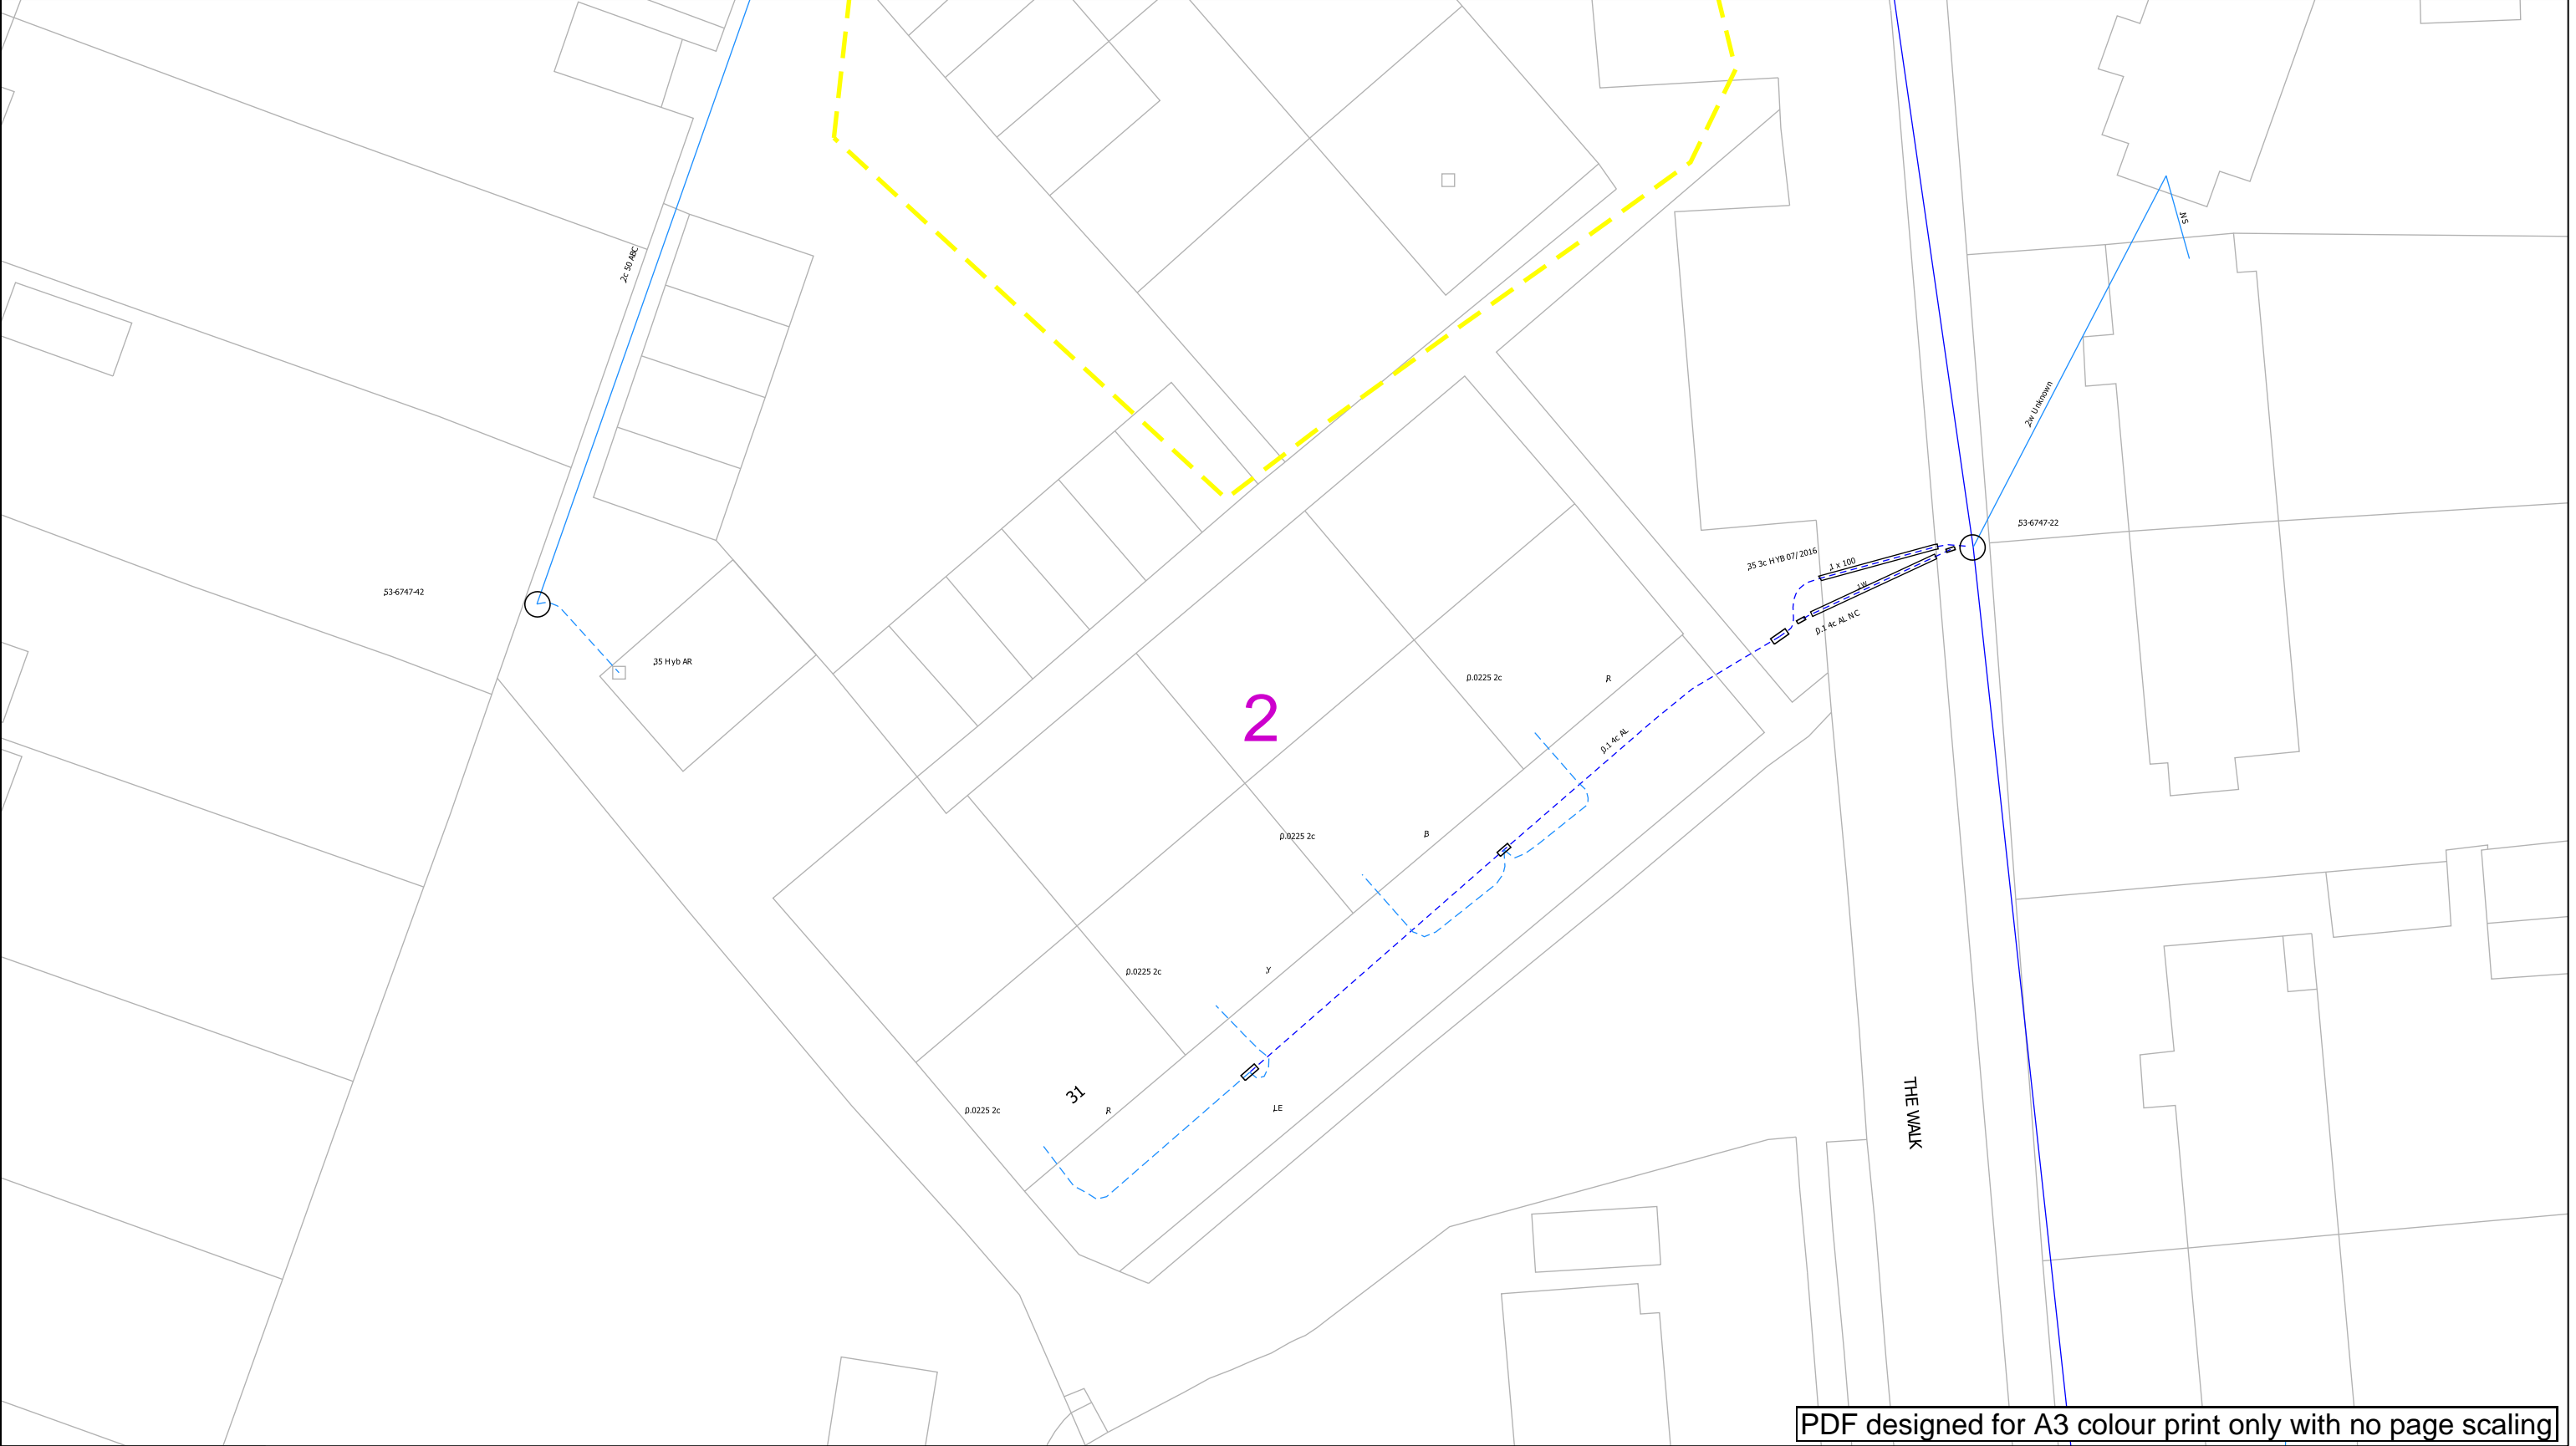 SN
2c 50 ABC
2w Unknown
53-6747-22
35 3c HYB 07/2016
1 x 100
LW
0.1 4c AL NC
53-6747-42
35 Hyb AR
0.0225 2c
R
2
0.1 4c AL
0.0225 2c
B
0.0225 2c
Y
31
0.0225 2c
R
LE
THE WALK
PDF designed for A3 colour print only with no page scaling